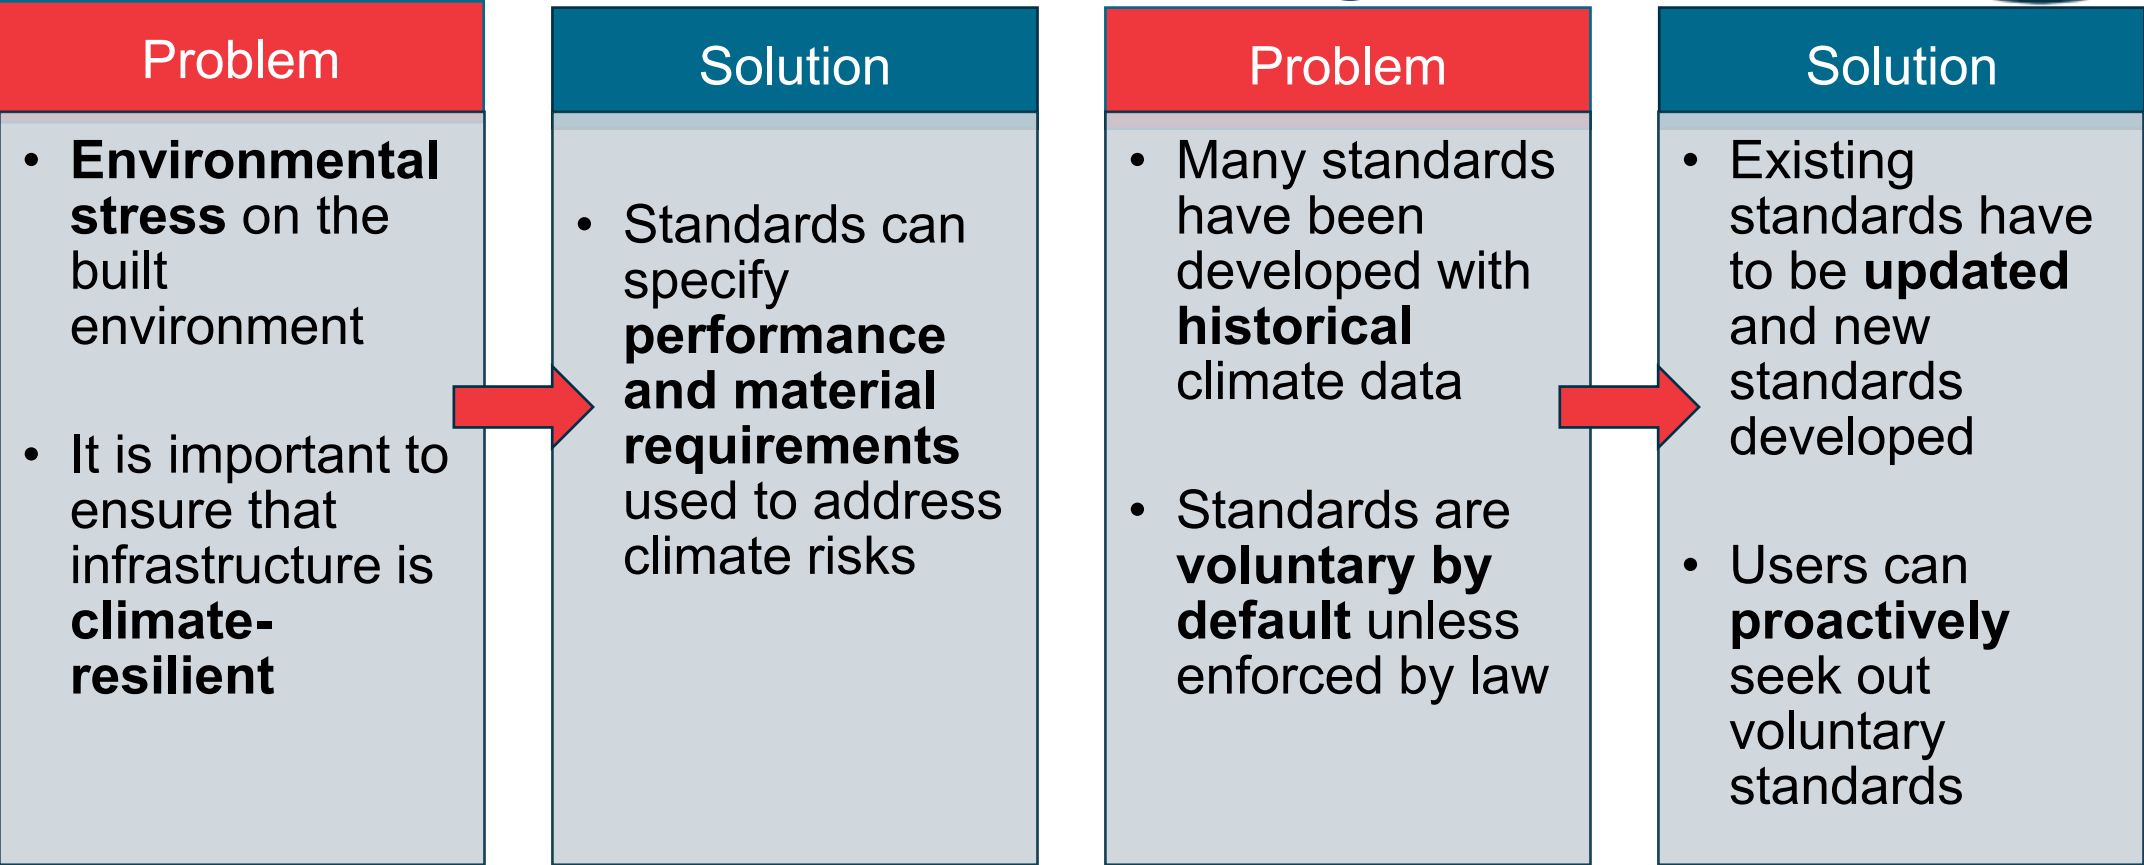 Problem
• Environmental
stress on the
built
environment
• It is important to
ensure that
infrastructure is
climate-
resilient
Solution
• Standards can
specify
performance
and material
requirements
used to address
climate risks
Problem
• Many standards
have been
developed with
historical
climate data
• Standards are
voluntary by
default unless
enforced by law
Solution
• Existing
standards have
to be updated
and new
standards
developed
• Users can
proactively
seek out
voluntary
standards